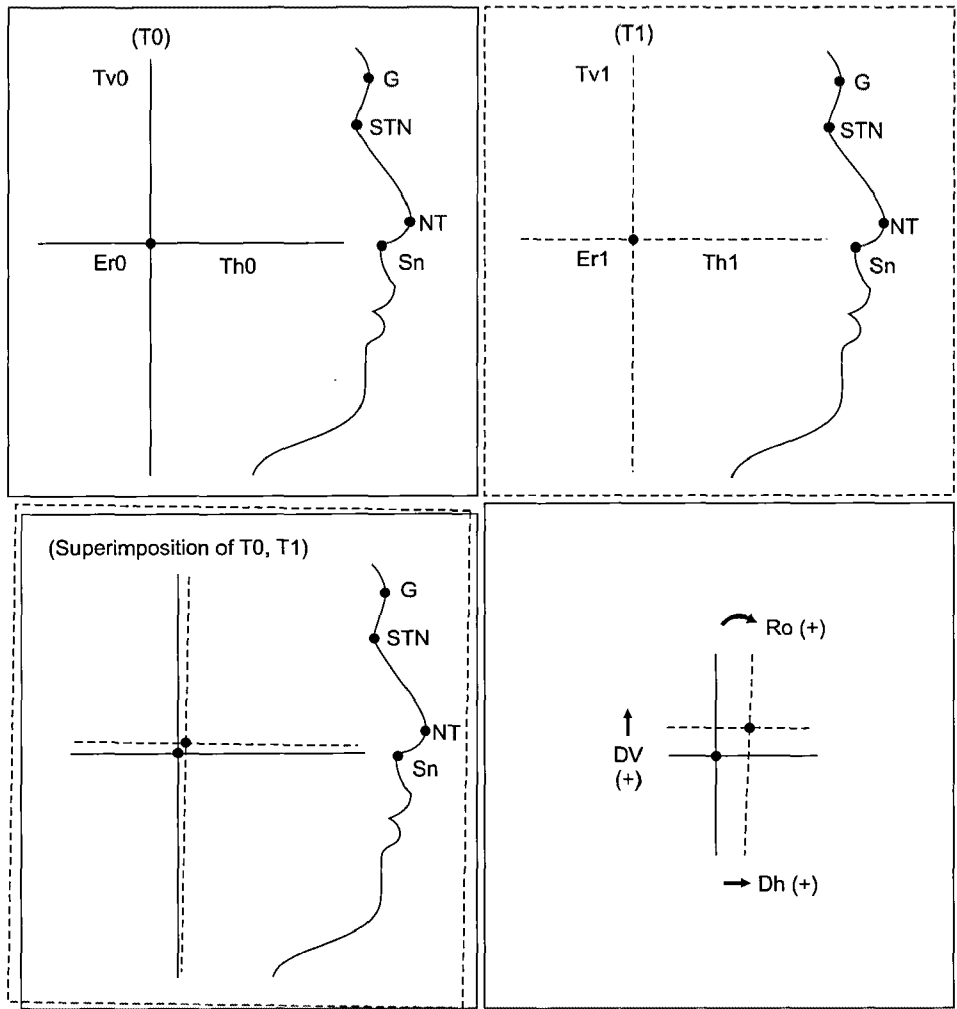 (T0)
Tv0
G
STN
NT
Er0
Th0
Sn
(T1)
Tv1
G
STN
NT
Er1
Th1
Sn
(Superimposition of T0, T1)
G
STN
NT
Sn
Ro (+)
DV
(+)
Dh (+)